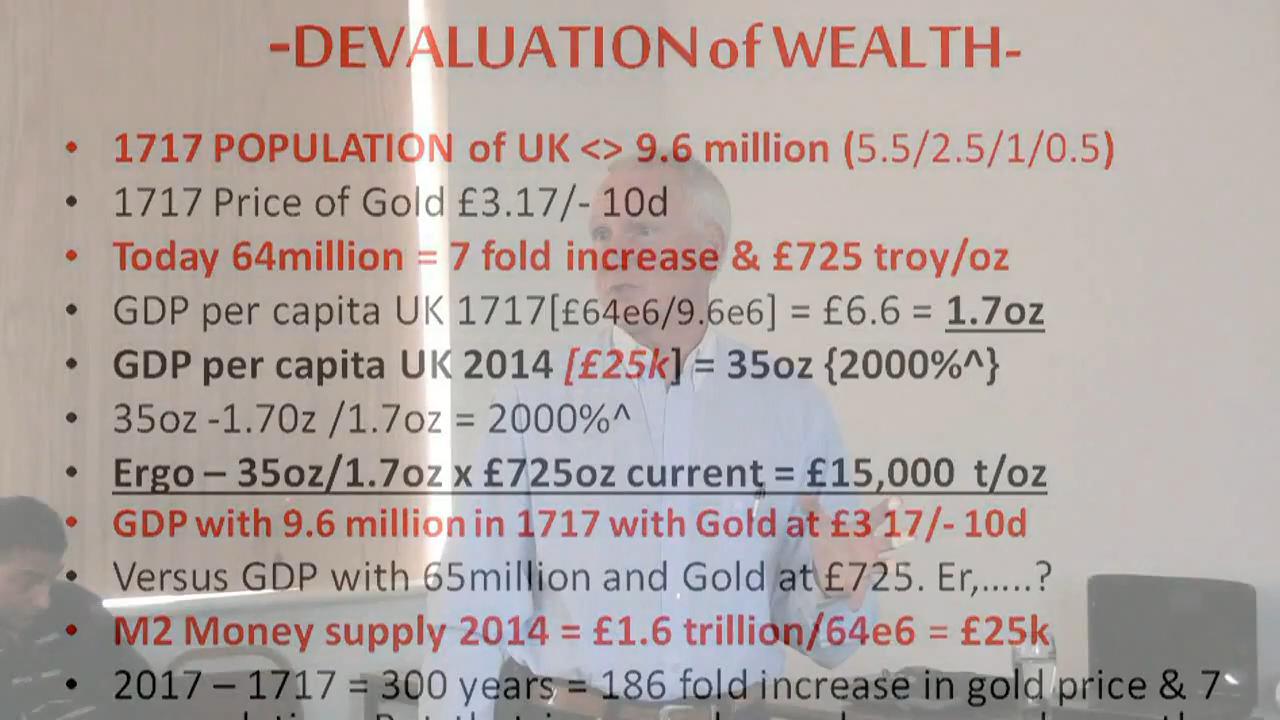 -DEVALUATION of WEALTH-
• 1717 POPULATION of UK <> 9.6 million (5.5/2.5/1/0.5)
• 1717 Price of Gold £3.17/- 10d
• Today 64million = 7 fold increase & £725 troy/oz
• GDP per capita UK 1717[£64e6/9.6e6] = £6.6 = 1.7oz
• GDP per capita UK 2014 [£25k] = 35oz {2000%^}
• 35oz -1.70z /1.7oz = 2000%^
• Ergo – 35oz/1.7oz x £725oz current = £15,000 t/oz
• GDP with 9.6 million in 1717 with Gold at £3 17/- 10d
• Versus GDP with 65million and Gold at £725. Er,.....?
• M2 Money supply 2014 = £1.6 trillion/64e6 = £25k
• 2017 – 1717 = 300 years = 186 fold increase in gold price & 7